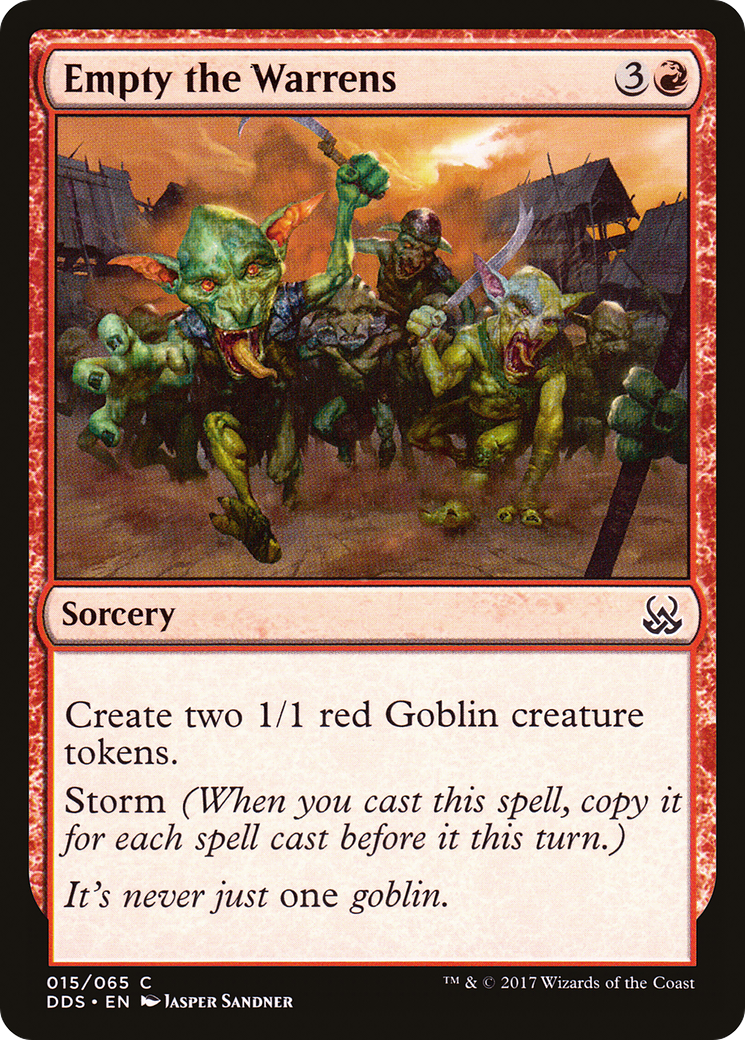 Empty the Warrens 3
Sorcery
Create two 1/1 red Goblin creature
tokens.
Storm (When you cast this spell, copy it
for each spell cast before it this turn.)
It's never just one goblin.
015/065 C
DDS • EN Jasper Sandner
™ & © 2017 Wizards of the Coast